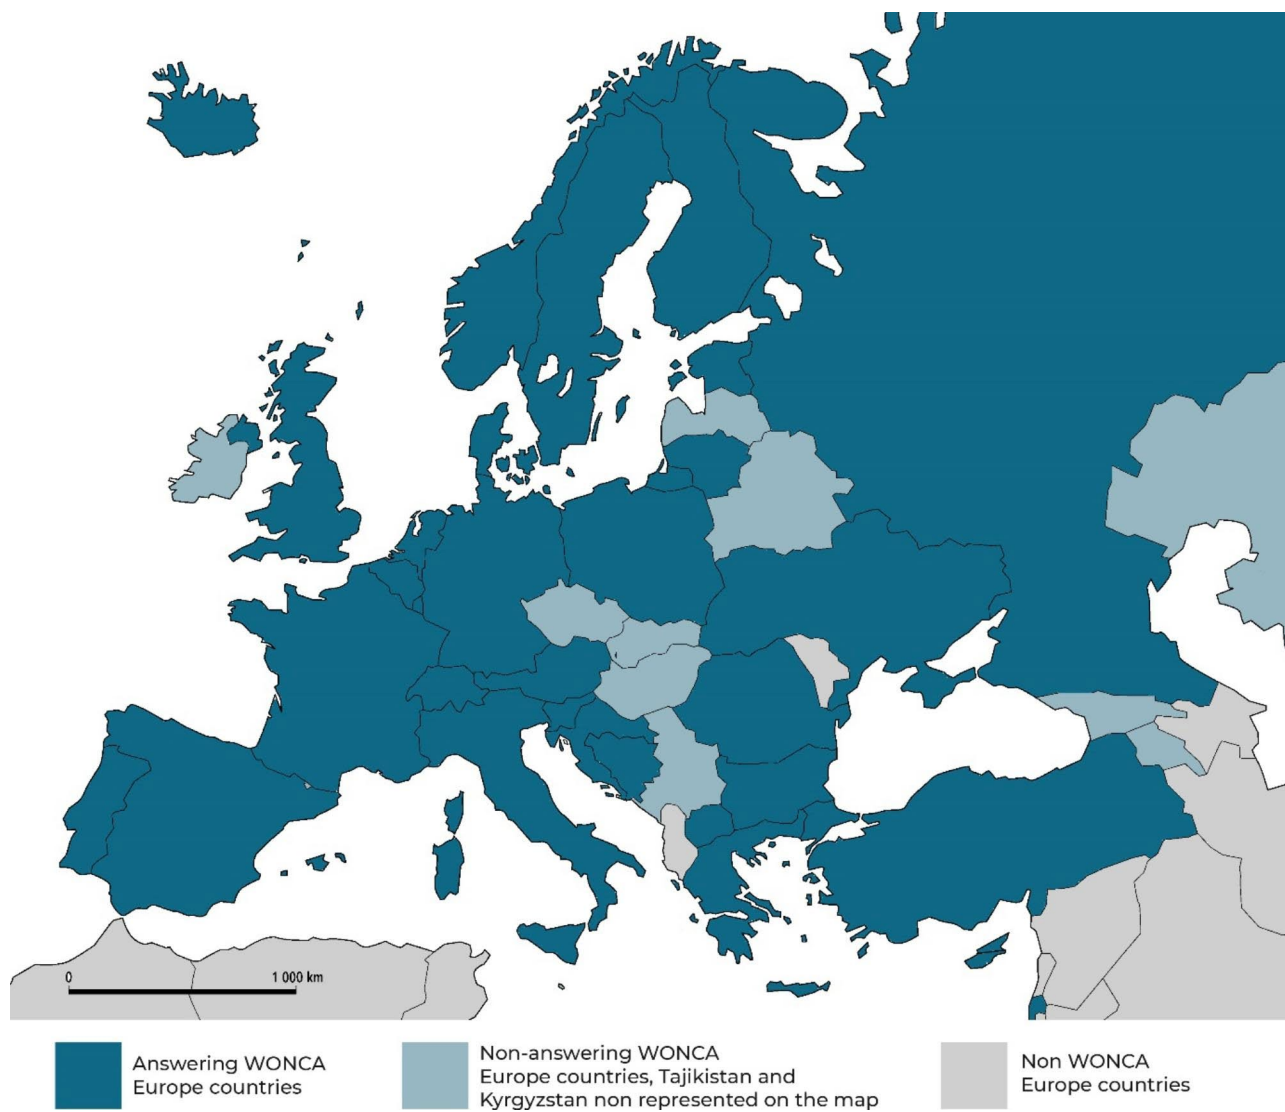 0
1 000 km
Answering WONCA
Europe countries
Non-answering WONCA
Europe countries, Tajikistan and
Kyrgyzstan non represented on the map
Non WONCA
Europe countries